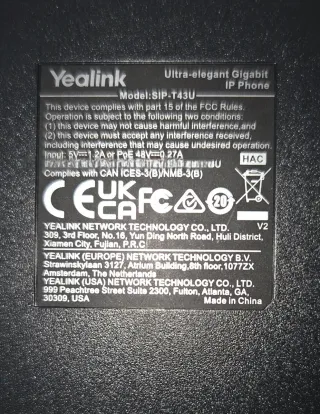 Yealink
Ultra-elegant Gigabit
IP Phone
Model:SIP-T43U
This device complies with part 15 of the FCC Rules.
Operation is subject to the following two conditions:
(1) this device may not cause harmful interference,and
(2) this device must accept any interference received,
including interference that may cause undesired operation.
Input: 5V 1.2A or PoE 48V 0.27A
HAC
Complies with CAN ICES-3(B)/NMB-3(B)
CE UK CA FC 20
V2
YEALINK NETWORK TECHNOLOGY CO., LTD.
309, 3rd Floor, No.16, Yun Ding North Road, Huli District,
Xiamen City, Fujian, P.R.C
YEALINK (EUROPE) NETWORK TECHNOLOGY B.V.
Strawinskylaan 3127, Atrium Building,8th floor,1077ZX
Amsterdam, The Netherlands
YEALINK (USA) NETWORK TECHNOLOGY CO., LTD.
999 Peachtree Street Suite 2300, Fulton, Atlanta, GA,
30309, USA
Made in China